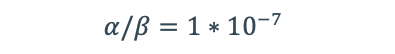 α/β = 1 * 10⁻⁷